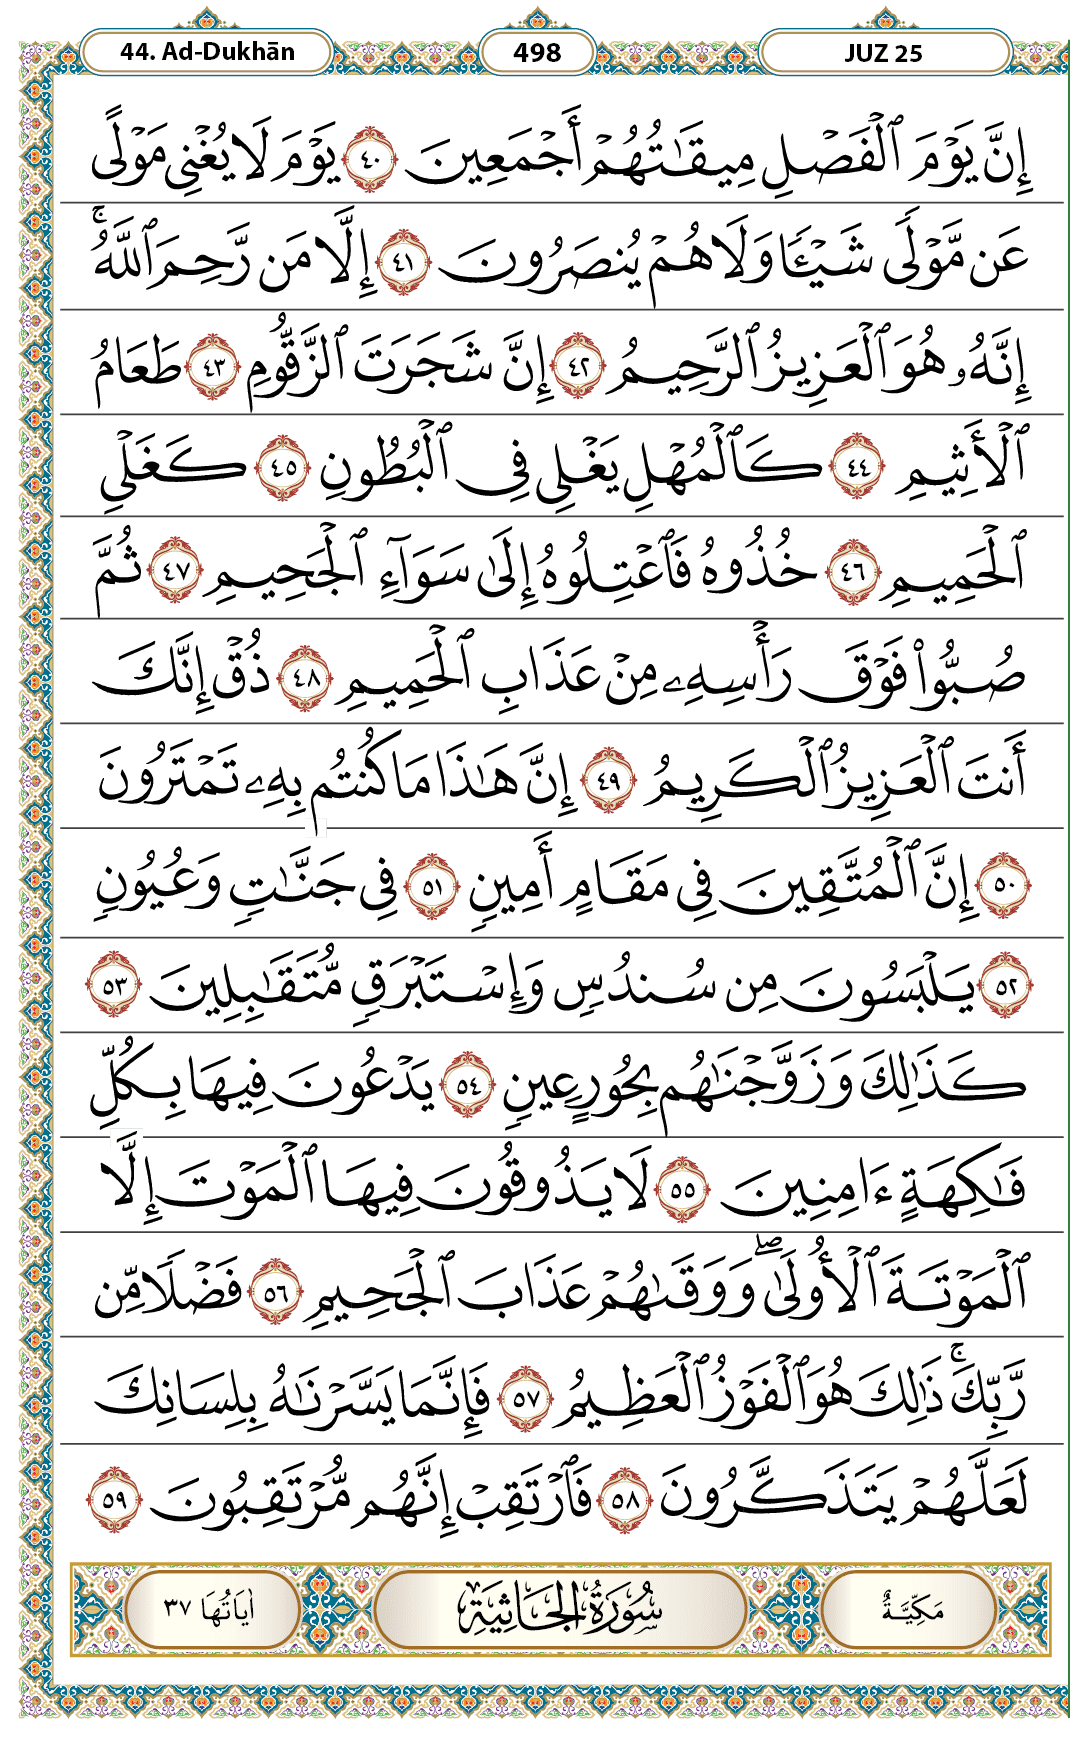 44. Ad-Dukhān 498 JUZ 25
إِنَّ يَوْمَ ٱلْفَصْلِ مِيقَـٰتُهُمْ أَجْمَعِينَ ٤٠ يَوْمَ لَا يُغْنِى مَوْلًى
عَن مَّوْلًى شَيْـًٔا وَلَا هُمْ يُنصَرُونَ ٤١ إِلَّا مَن رَّحِمَ ٱللَّهُ ۚ
إِنَّهُۥ هُوَ ٱلْعَزِيزُ ٱلرَّحِيمُ ٤٢ إِنَّ شَجَرَتَ ٱلزَّقُّومِ ٤٣ طَعَامُ
ٱلْأَثِيمِ ٤٤ كَٱلْمُهْلِ يَغْلِى فِى ٱلْبُطُونِ ٤٥ كَغَلْىِ
ٱلْحَمِيمِ ٤٦ خُذُوهُ فَٱعْتِلُوهُ إِلَىٰ سَوَآءِ ٱلْجَحِيمِ ٤٧ ثُمَّ
صُبُّوا۟ فَوْقَ رَأْسِهِۦ مِنْ عَذَابِ ٱلْحَمِيمِ ٤٨ ذُقْ إِنَّكَ
أَنتَ ٱلْعَزِيزُ ٱلْكَرِيمُ ٤٩ إِنَّ هَـٰذَا مَا كُنتُم بِهِۦ تَمْتَرُونَ
٥٠ إِنَّ ٱلْمُتَّقِينَ فِى مَقَامٍ أَمِينٍ ٥١ فِى جَنَّـٰتٍ وَعُيُونٍ
٥٢ يَلْبَسُونَ مِن سُندُسٍ وَإِسْتَبْرَقٍ مُّتَقَـٰبِلِينَ ٥٣
كَذَٰلِكَ وَزَوَّجْنَـٰهُم بِحُورٍ عِينٍ ٥٤ يَدْعُونَ فِيهَا بِكُلِّ
فَـٰكِهَةٍ ءَامِنِينَ ٥٥ لَا يَذُوقُونَ فِيهَا ٱلْمَوْتَ إِلَّا
ٱلْمَوْتَةَ ٱلْأُولَىٰ ۖ وَوَقَىٰهُمْ عَذَابَ ٱلْجَحِيمِ ٥٦ فَضْلًا مِّن
رَّبِّكَ ۚ ذَٰلِكَ هُوَ ٱلْفَوْزُ ٱلْعَظِيمُ ٥٧ فَإِنَّمَا يَسَّرْنَـٰهُ بِلِسَانِكَ
لَعَلَّهُمْ يَتَذَكَّرُونَ ٥٨ فَٱرْتَقِبْ إِنَّهُم مُّرْتَقِبُونَ ٥٩
مَكِّيَّةٌ سُورَةُ الجَاثِيَةِ اٰيَاتُهَا ٣٧